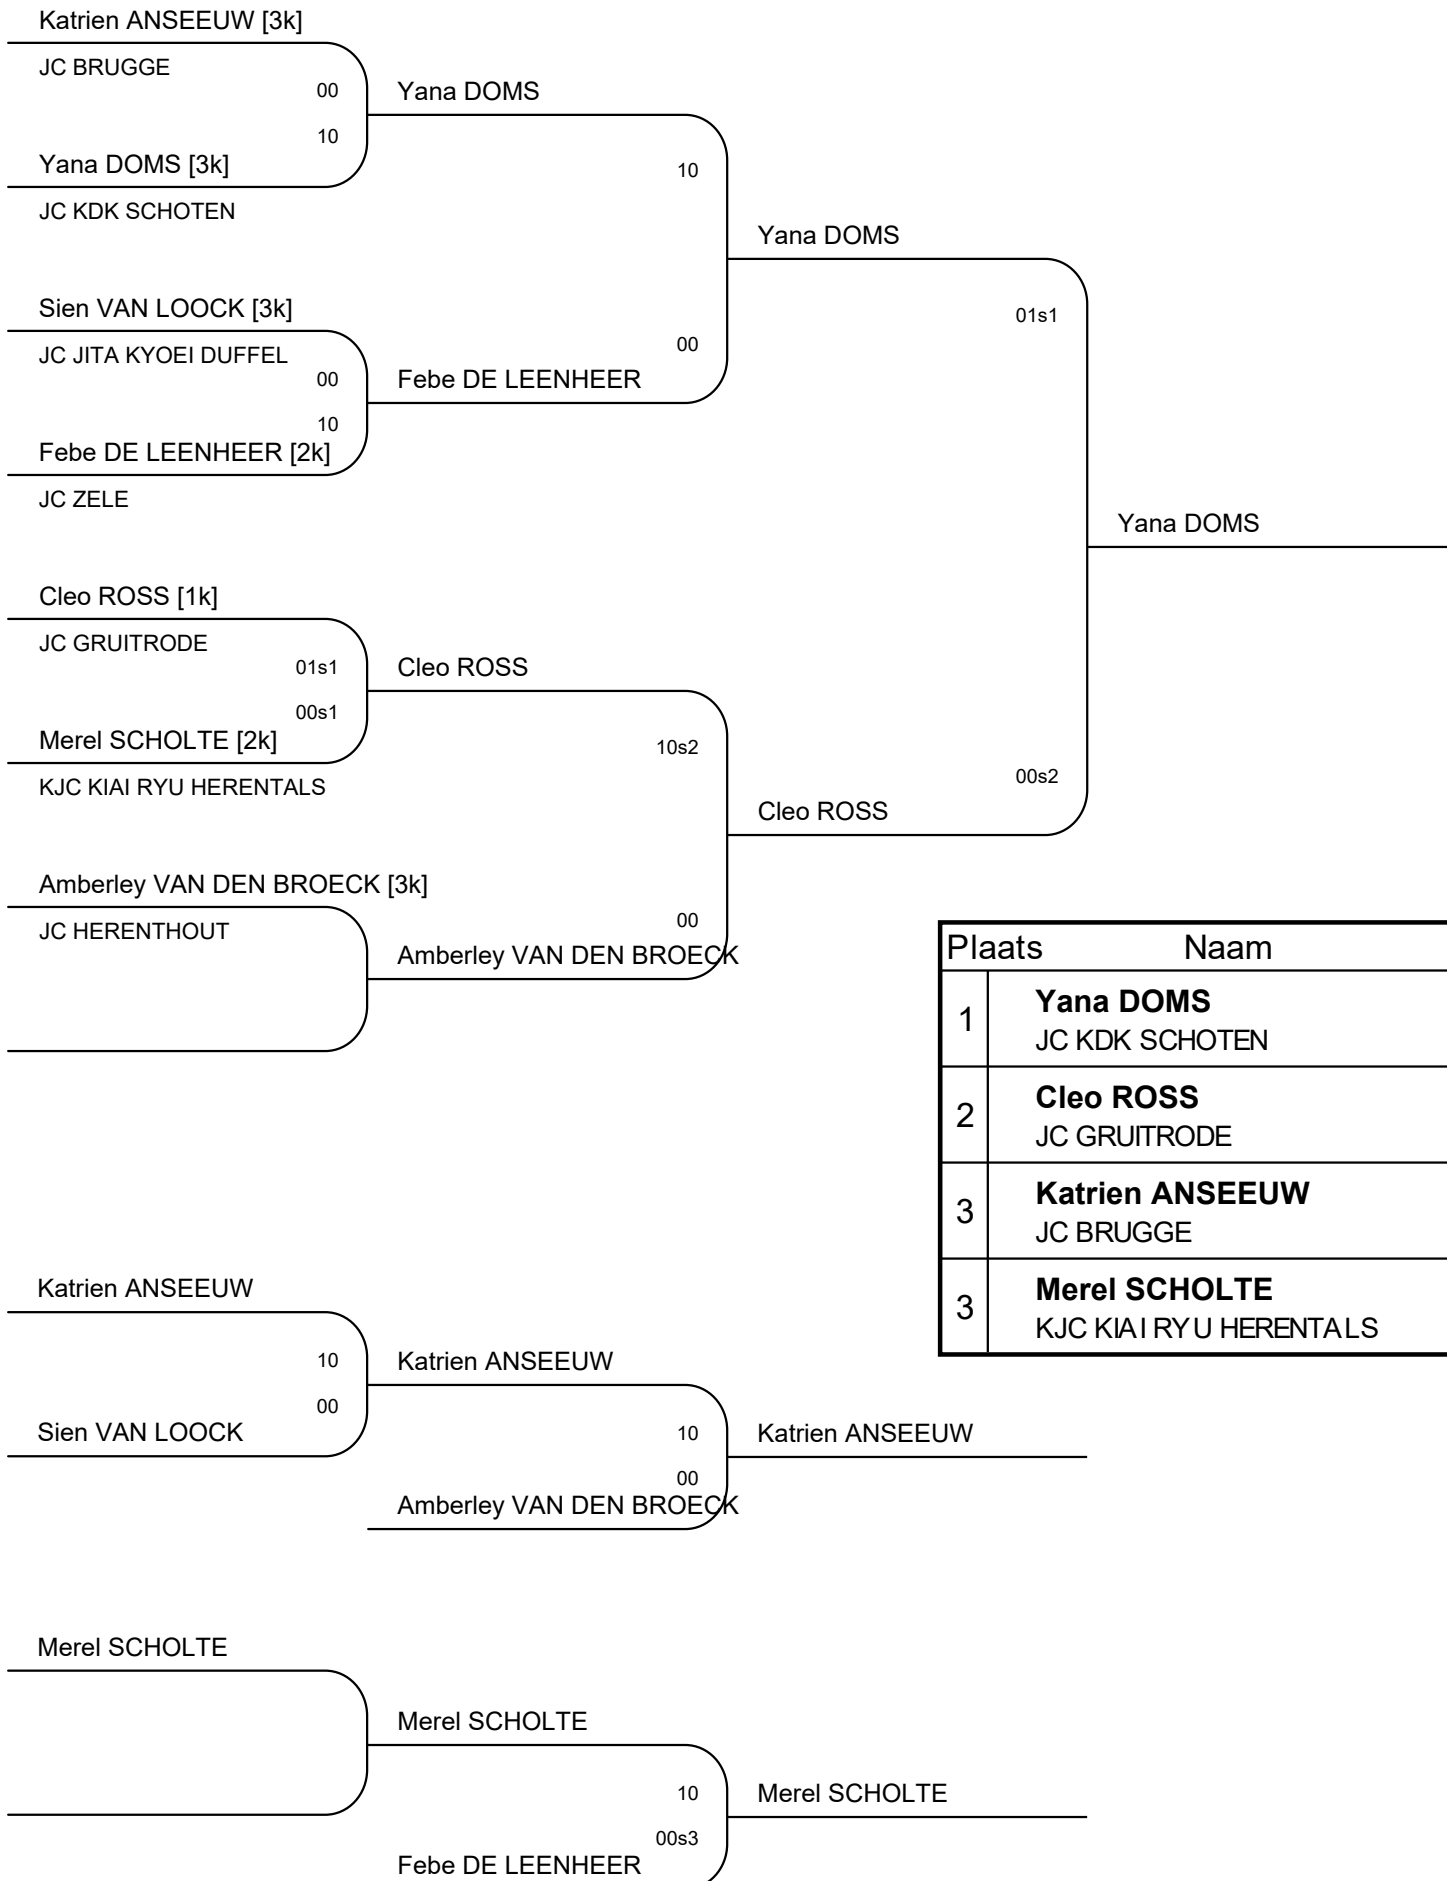 Katrien ANSEEUW [3k]
JC BRUGGE
00
10
Yana DOMS [3k]
JC KDK SCHOTEN
Yana DOMS
10
Sien VAN LOOCK [3k]
JC JITA KYOEI DUFFEL
00
10
Febe DE LEENHEER [2k]
JC ZELE
Febe DE LEENHEER
00
Yana DOMS
01s1
Cleo ROSS [1k]
JC GRUITRODE
01s1
00s1
Merel SCHOLTE [2k]
KJC KIAI RYU HERENTALS
Cleo ROSS
10s2
Amberley VAN DEN BROECK [3k]
JC HERENTHOUT
Amberley VAN DEN BROECK
00
Cleo ROSS
00s2
Yana DOMS
Plaats Naam
1 Yana DOMS
JC KDK SCHOTEN
2 Cleo ROSS
JC GRUITRODE
3 Katrien ANSEEUW
JC BRUGGE
3 Merel SCHOLTE
KJC KIAI RYU HERENTALS
Katrien ANSEEUW
10
00
Sien VAN LOOCK
Katrien ANSEEUW
10
00
Amberley VAN DEN BROECK
Katrien ANSEEUW
Merel SCHOLTE
Merel SCHOLTE
10
00s3
Febe DE LEENHEER
Merel SCHOLTE